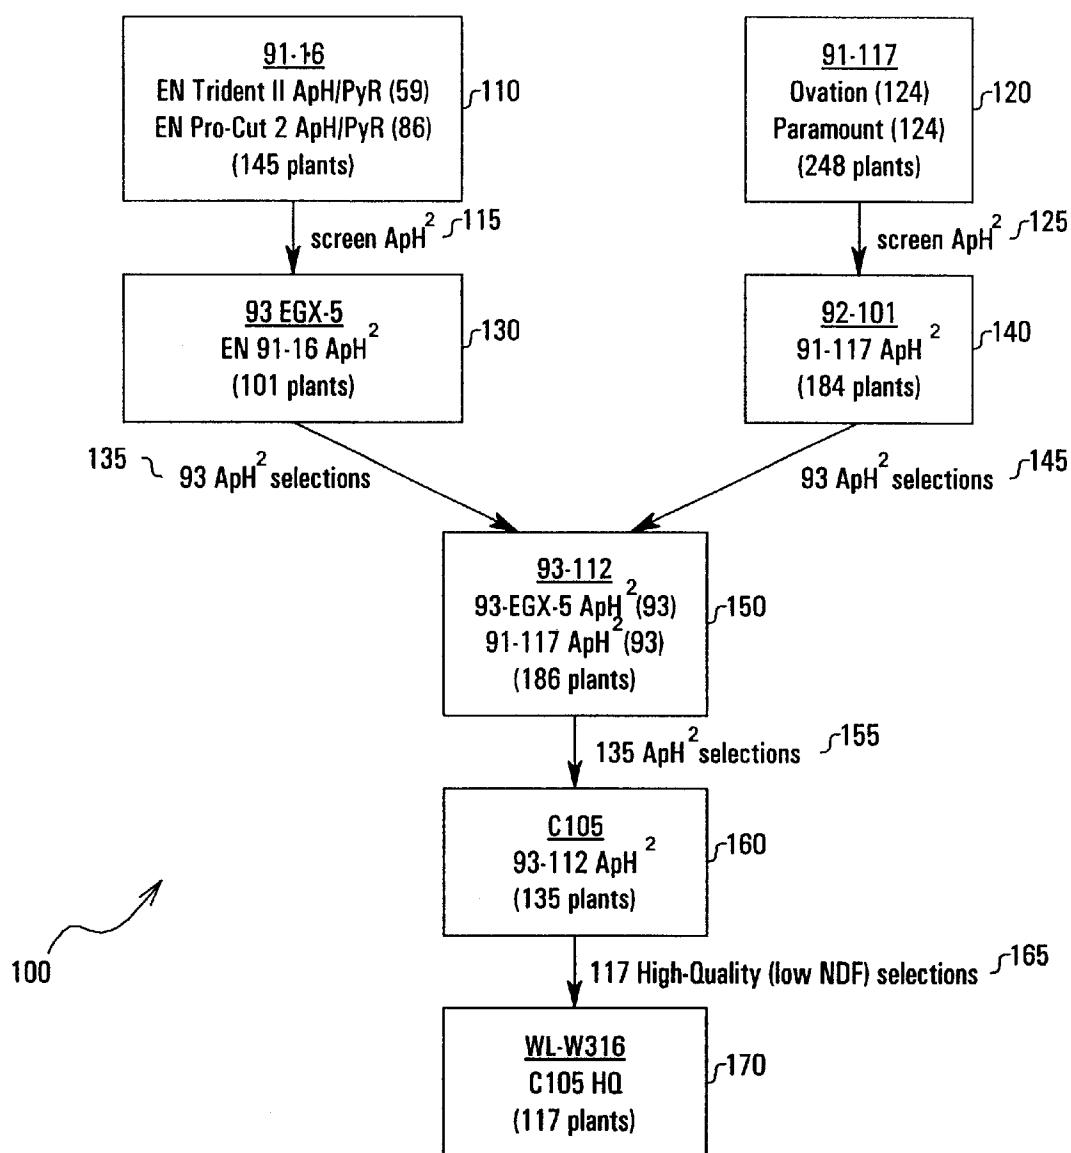 91-16
EN Trident II ApH/PyR (59)
EN Pro-Cut 2 ApH/PyR (86)
(145 plants)
110
91-117
Ovation (124)
Paramount (124)
(248 plants)
120
screen ApH²
115
screen ApH²
125
93 EGX-5
EN 91-16 ApH²
(101 plants)
130
92-101
91-117 ApH²
(184 plants)
140
135
93 ApH² selections
93 ApH² selections
145
93-112
93-EGX-5 ApH² (93)
91-117 ApH² (93)
(186 plants)
150
135 ApH² selections
155
C105
93-112 ApH²
(135 plants)
160
100
117 High-Quality (low NDF) selections
165
WL-W316
C105 HQ
(117 plants)
170